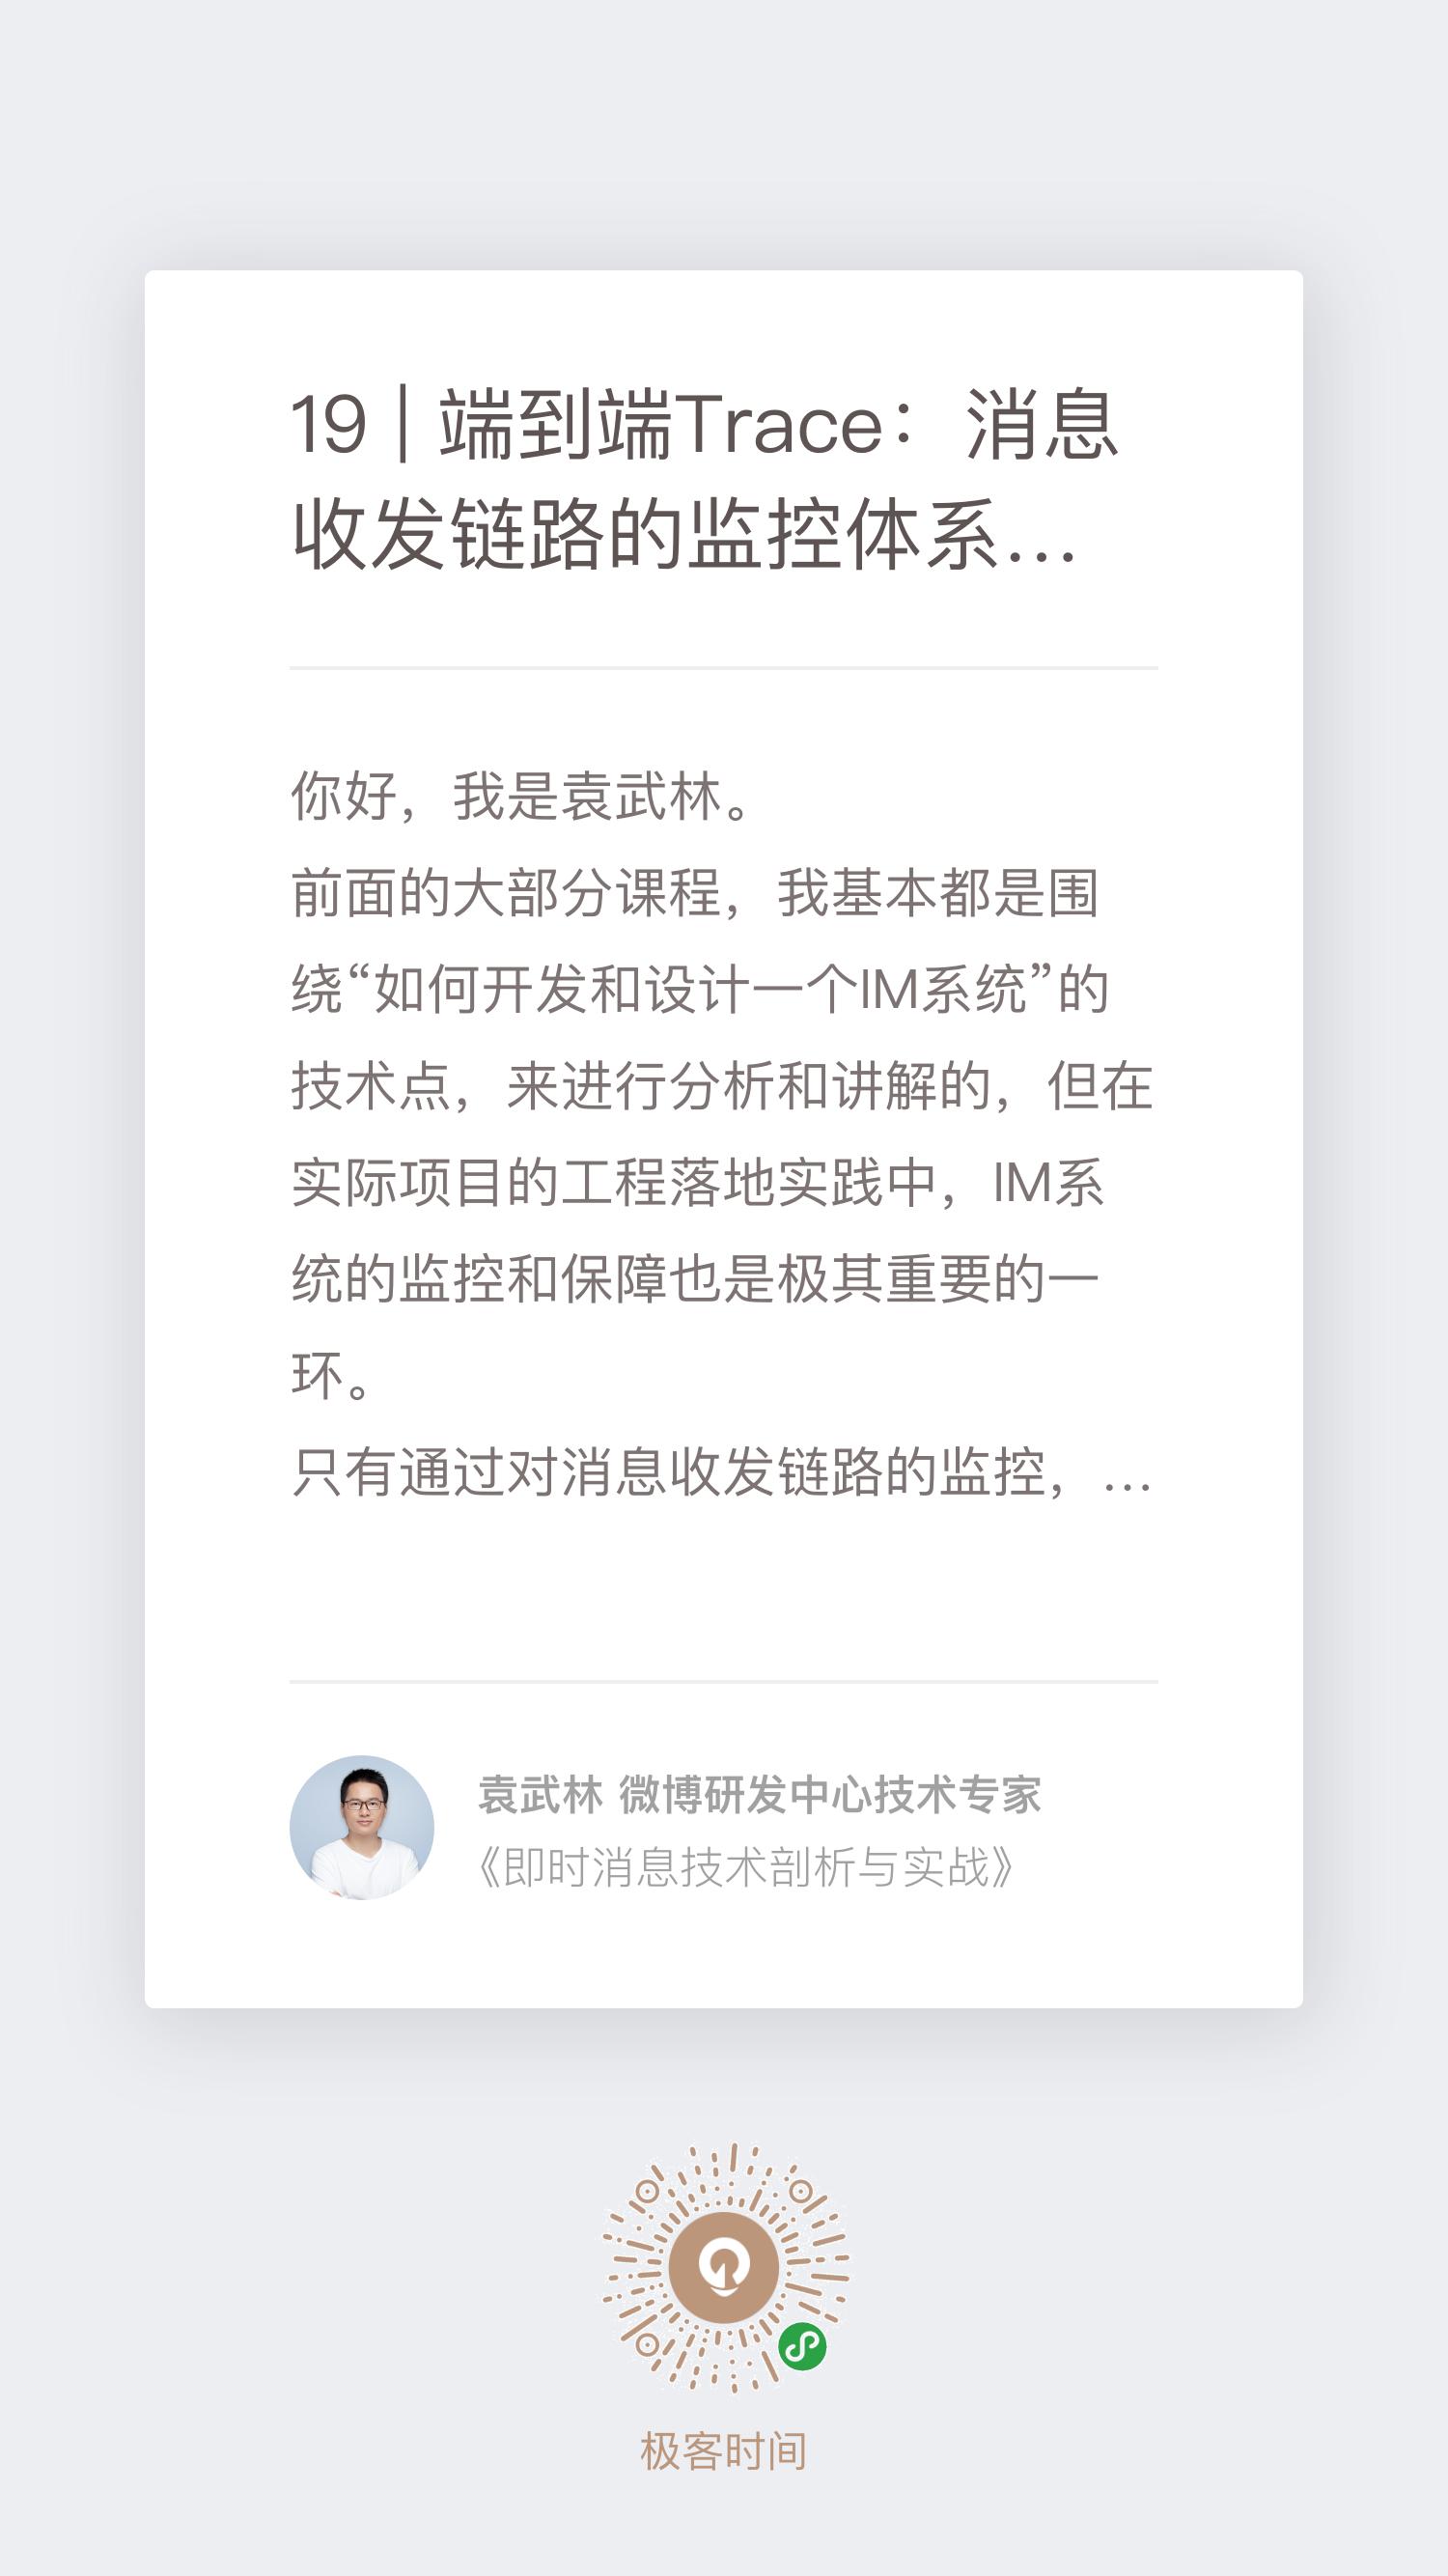 19 | 端到端Trace：消息
收发链路的监控体系...
你好，我是袁武林。
前面的大部分课程，我基本都是围
绕“如何开发和设计一个IM系统”的
技术点，来进行分析和讲解的，但在
实际项目的工程落地实践中，IM系
统的监控和保障也是极其重要的一
环。
只有通过对消息收发链路的监控，...
袁武林 微博研发中心技术专家
《即时消息技术剖析与实战》
极客时间